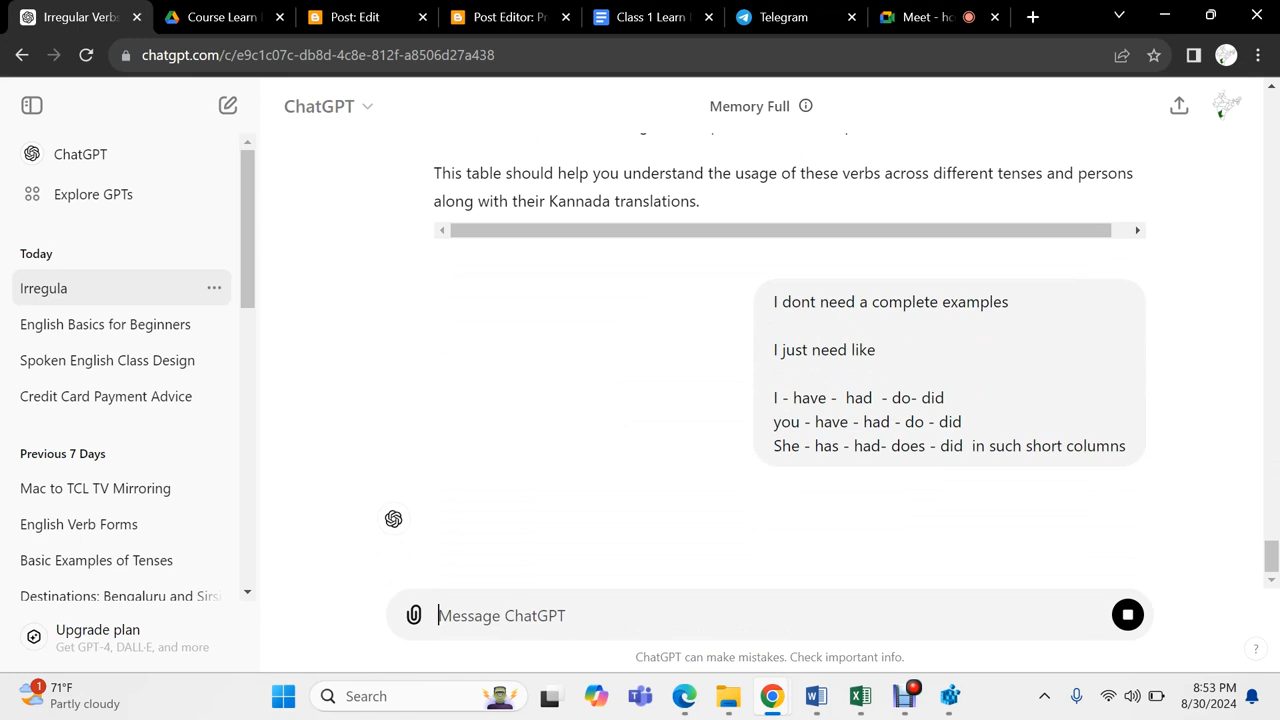 Irregular Verbs
Course Learn
Post: Edit
Post Editor: Pr
Class 1 Learn
Telegram
Meet - ho
chatgpt.com/c/e9c1c07c-db8d-4c8e-812f-a8506d27a438
ChatGPT
Memory Full
ChatGPT
Explore GPTs
Today
Irregula
English Basics for Beginners
Spoken English Class Design
Credit Card Payment Advice
Previous 7 Days
Mac to TCL TV Mirroring
English Verb Forms
Basic Examples of Tenses
Destinations: Bengaluru and Sirsi
Upgrade plan
Get GPT-4, DALL·E, and more
This table should help you understand the usage of these verbs across different tenses and persons
along with their Kannada translations.
I dont need a complete examples
I just need like
I - have - had - do- did
you - have - had - do - did
She - has - had- does - did in such short columns
Message ChatGPT
ChatGPT can make mistakes. Check important info.
?
1
71°F
Partly cloudy
Search
8:53 PM
8/30/2024